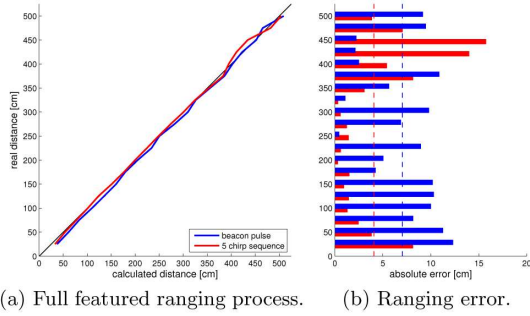 500
450
400
350
300
250
200
150
100
50
0
real distance [cm]
0 50 100 150 200 250 300 350 400 450 500
calculated distance [cm]
beacon pulse
5 chirp sequence
500
450
400
350
300
250
200
150
100
50
0
0 5 10 15 20
absolute error [cm]
(a) Full featured ranging process.
(b) Ranging error.